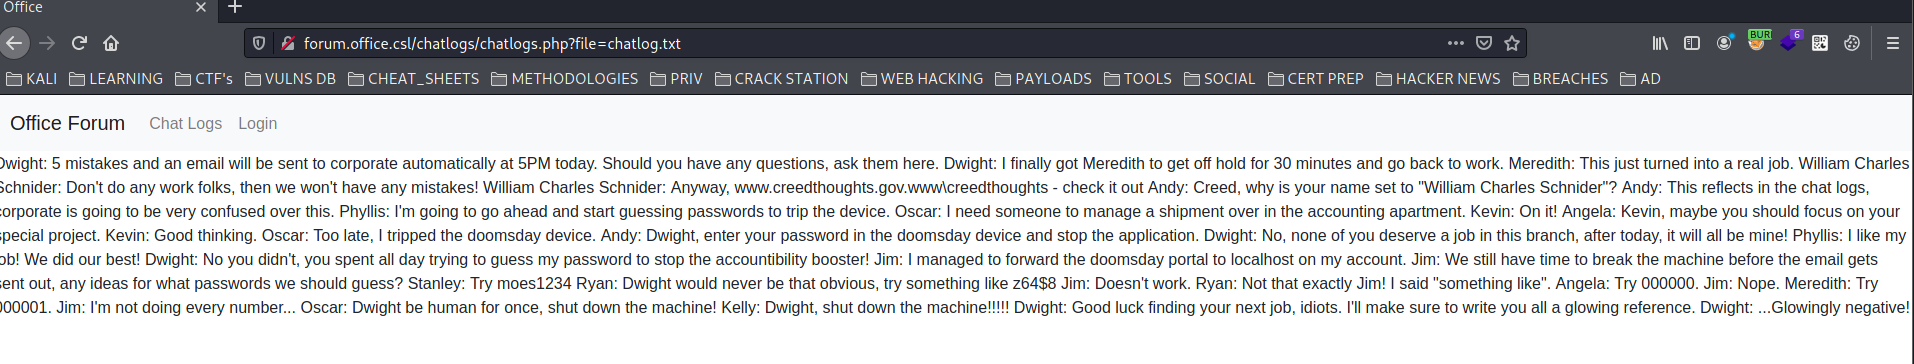 Office
forum.office.csl/chatlogs/chatlogs.php?file=chatlog.txt
BUR
6
KALI LEARNING CTF's VULNS DB CHEAT_SHEETS METHODOLOGIES PRIV CRACK STATION WEB HACKING PAYLOADS TOOLS SOCIAL CERT PREP HACKER NEWS BREACHES AD
Office Forum Chat Logs Login
Dwight: 5 mistakes and an email will be sent to corporate automatically at 5PM today. Should you have any questions, ask them here. Dwight: I finally got Meredith to get off hold for 30 minutes and go back to work. Meredith: This just turned into a real job. William Charles
Schnider: Don't do any work folks, then we won't have any mistakes! William Charles Schnider: Anyway, www.creedthoughts.gov.www\creedthoughts - check it out Andy: Creed, why is your name set to "William Charles Schnider"? Andy: This reflects in the chat logs,
corporate is going to be very confused over this. Phyllis: I'm going to go ahead and start guessing passwords to trip the device. Oscar: I need someone to manage a shipment over in the accounting apartment. Kevin: On it! Angela: Kevin, maybe you should focus on your
special project. Kevin: Good thinking. Oscar: Too late, I tripped the doomsday device. Andy: Dwight, enter your password in the doomsday device and stop the application. Dwight: No, none of you deserve a job in this branch, after today, it will all be mine! Phyllis: I like my
job! We did our best! Dwight: No you didn't, you spent all day trying to guess my password to stop the accountibility booster! Jim: I managed to forward the doomsday portal to localhost on my account. Jim: We still have time to break the machine before the email gets
sent out, any ideas for what passwords we should guess? Stanley: Try moes1234 Ryan: Dwight would never be that obvious, try something like z64$8 Jim: Doesn't work. Ryan: Not that exactly Jim! I said "something like". Angela: Try 000000. Jim: Nope. Meredith: Try
000001. Jim: I'm not doing every number... Oscar: Dwight be human for once, shut down the machine! Kelly: Dwight, shut down the machine!!!!! Dwight: Good luck finding your next job, idiots. I'll make sure to write you all a glowing reference. Dwight: ...Glowingly negative!